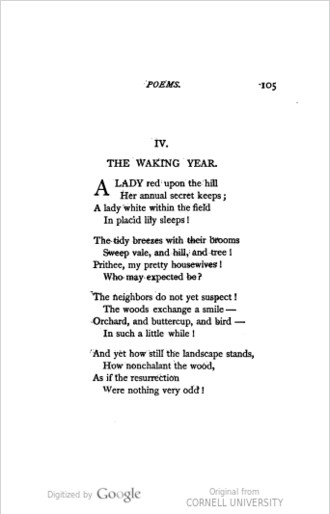 POEMS. 105
IV.
THE WAKING YEAR.
A LADY red upon the hill
Her annual secret keeps;
A lady white within the field
In placid lily sleeps!
The tidy breezes with their brooms
Sweep vale, and hill, and tree!
Prithee, my pretty housewives!
Who may expected be?
The neighbors do not yet suspect!
The woods exchange a smile —
Orchard, and buttercup, and bird —
In such a little while!
And yet how still the landscape stands,
How nonchalant the wood,
As if the resurrection
Were nothing very odd!
Digitized by Google
Original from
CORNELL UNIVERSITY